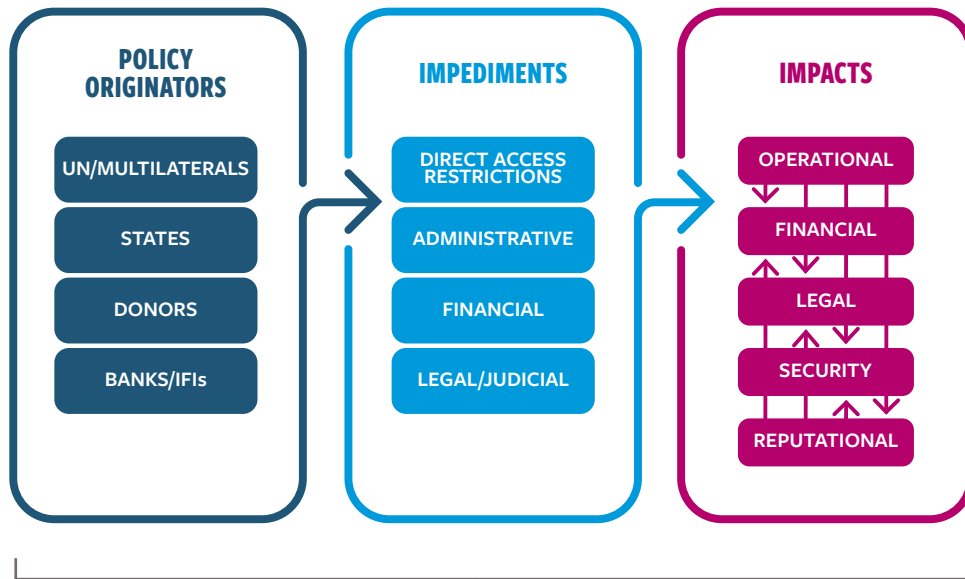 POLICY
ORIGINATORS
UN/MULTILATERALS
STATES
DONORS
BANKS/IFIs
IMPEDIMENTS
DIRECT ACCESS
RESTRICTIONS
ADMINISTRATIVE
FINANCIAL
LEGAL/JUDICIAL
IMPACTS
OPERATIONAL
FINANCIAL
LEGAL
SECURITY
REPUTATIONAL